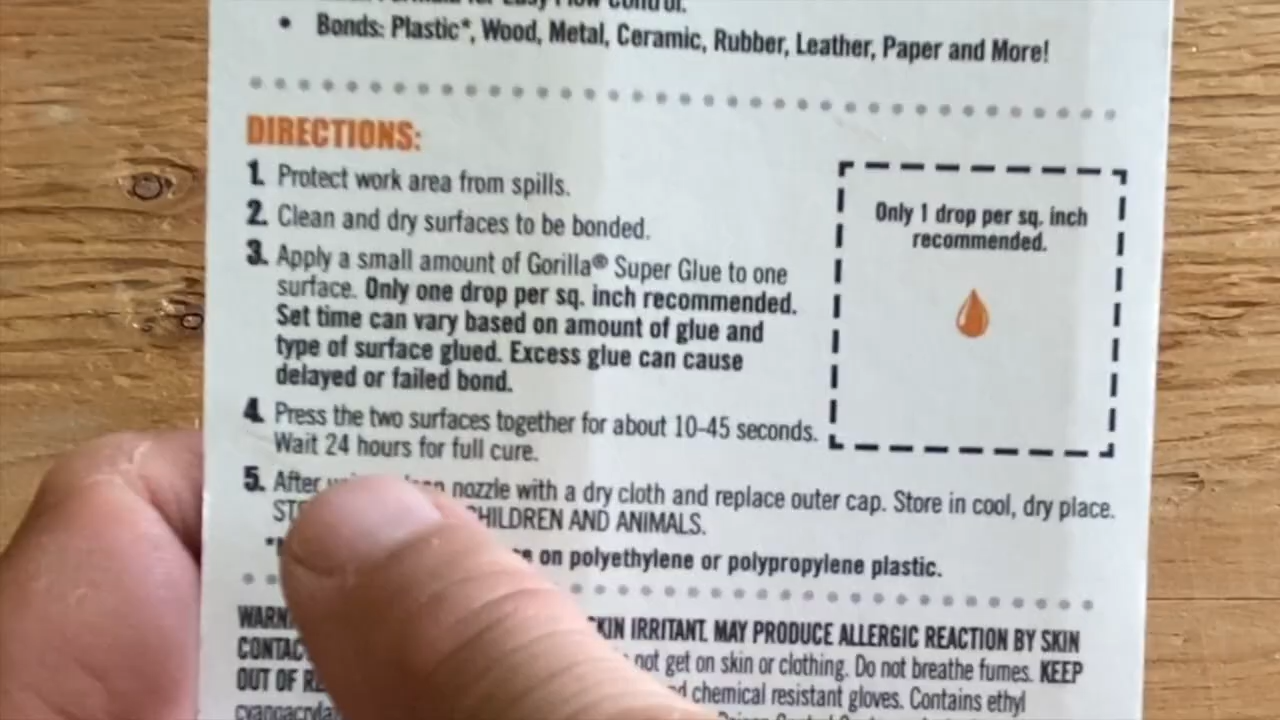 for Easy Flow Control.
• Bonds: Plastic*, Wood, Metal, Ceramic, Rubber, Leather, Paper and More!
DIRECTIONS:
1. Protect work area from spills.
2. Clean and dry surfaces to be bonded.
3. Apply a small amount of Gorilla® Super Glue to one
surface. Only one drop per sq. inch recommended.
Set time can vary based on amount of glue and
type of surface glued. Excess glue can cause
delayed or failed bond.
4. Press the two surfaces together for about 10-45 seconds.
Wait 24 hours for full cure.
5. After nozzle with a dry cloth and replace outer cap. Store in cool, dry place.
CHILDREN AND ANIMALS.
on polyethylene or polypropylene plastic.
Only 1 drop per sq. inch
recommended.
SKIN IRRITANT. MAY PRODUCE ALLERGIC REACTION BY SKIN
not get on skin or clothing. Do not breathe fumes. KEEP
OUT OF chemical resistant gloves. Contains ethyl